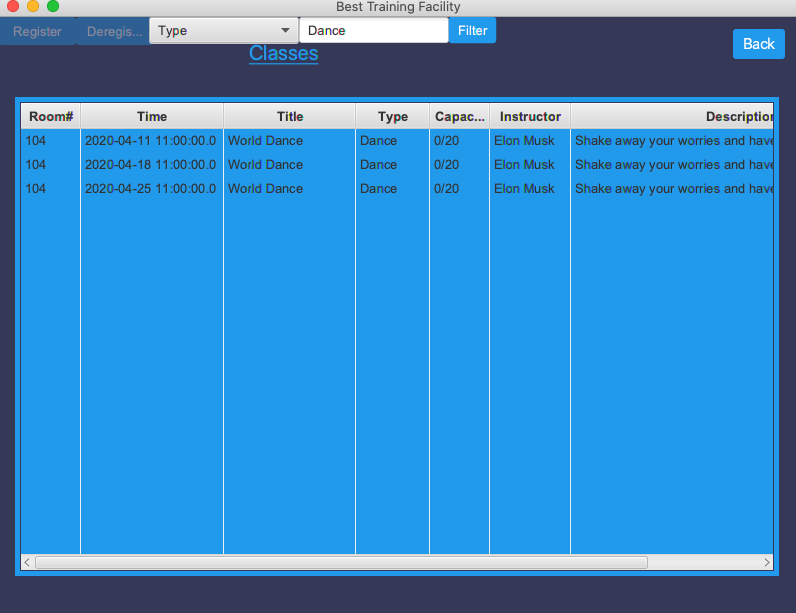 Best Training Facility
Register Deregis... Type Dance Filter Back
Classes
Room# Time Title Type Capac... Instructor Description
104 2020-04-11 11:00:00.0 World Dance Dance 0/20 Elon Musk Shake away your worries and have
104 2020-04-18 11:00:00.0 World Dance Dance 0/20 Elon Musk Shake away your worries and have
104 2020-04-25 11:00:00.0 World Dance Dance 0/20 Elon Musk Shake away your worries and have